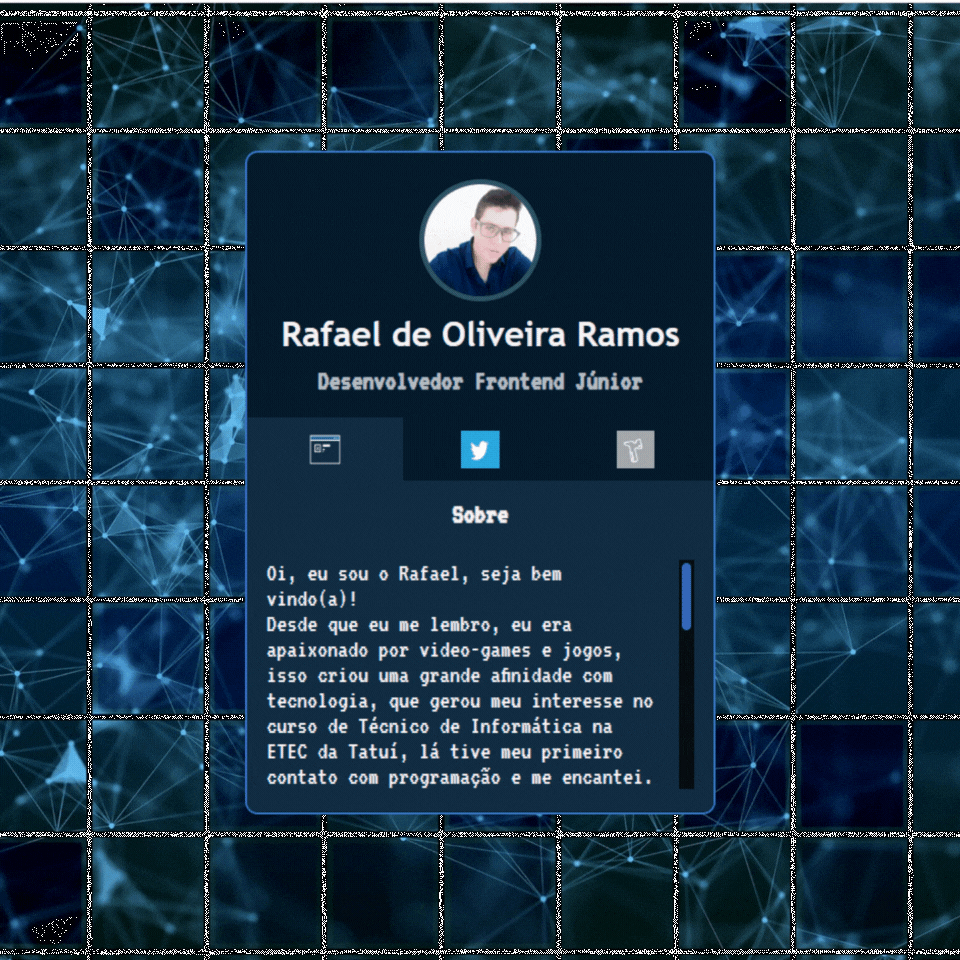 Rafael de Oliveira Ramos
Desenvolvedor Frontend Júnior
Sobre
Oi, eu sou o Rafael, seja bem
vindo(a)!
Desde que eu me lembro, eu era
apaixonado por video-games e jogos,
isso criou uma grande afinidade com
tecnologia, que gerou meu interesse no
curso de Técnico de Informática na
ETEC da Tatuí, lá tive meu primeiro
contato com programação e me encantei.